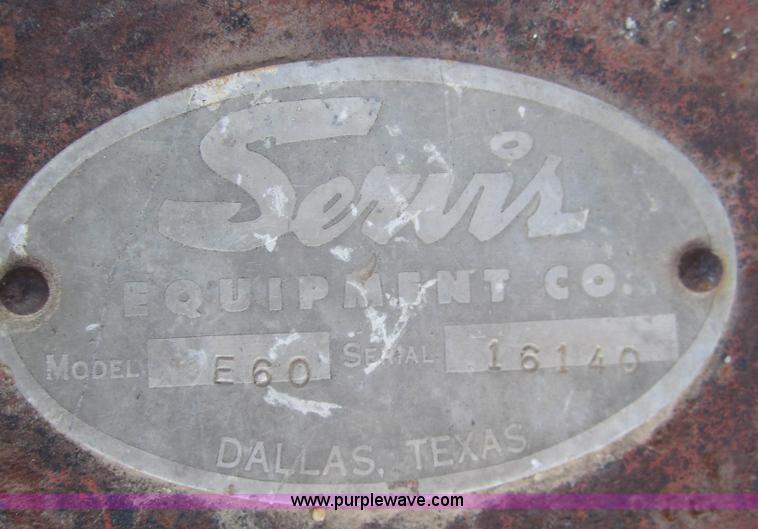 Servis
EQUIPMENT CO.
MODEL E60 SERIAL 16140
DALLAS, TEXAS
www.purplewave.com